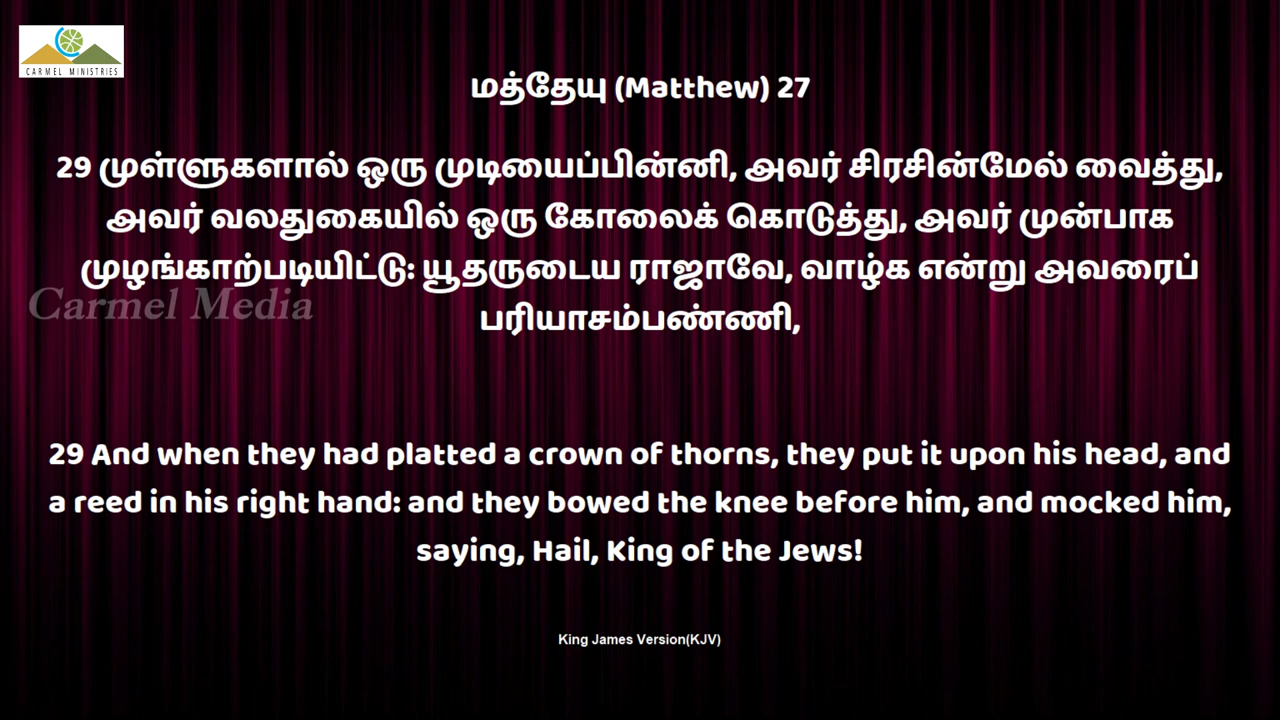 CARMEL MINISTRIES
மத்தேயு (Matthew) 27
29 முள்ளுகளால் ஒரு முடியைப்பின்னி, அவர் சிரசின்மேல் வைத்து,
அவர் வலதுகையில் ஒரு கோலைக் கொடுத்து, அவர் முன்பாக
முழங்காற்படியிட்டு: யூதருடைய ராஜாவே, வாழ்க என்று அவரைப்
Carmel Media
பரியாசம்பண்ணி,
29 And when they had platted a crown of thorns, they put it upon his head, and
a reed in his right hand: and they bowed the knee before him, and mocked him,
saying, Hail, King of the Jews!
King James Version(KJV)